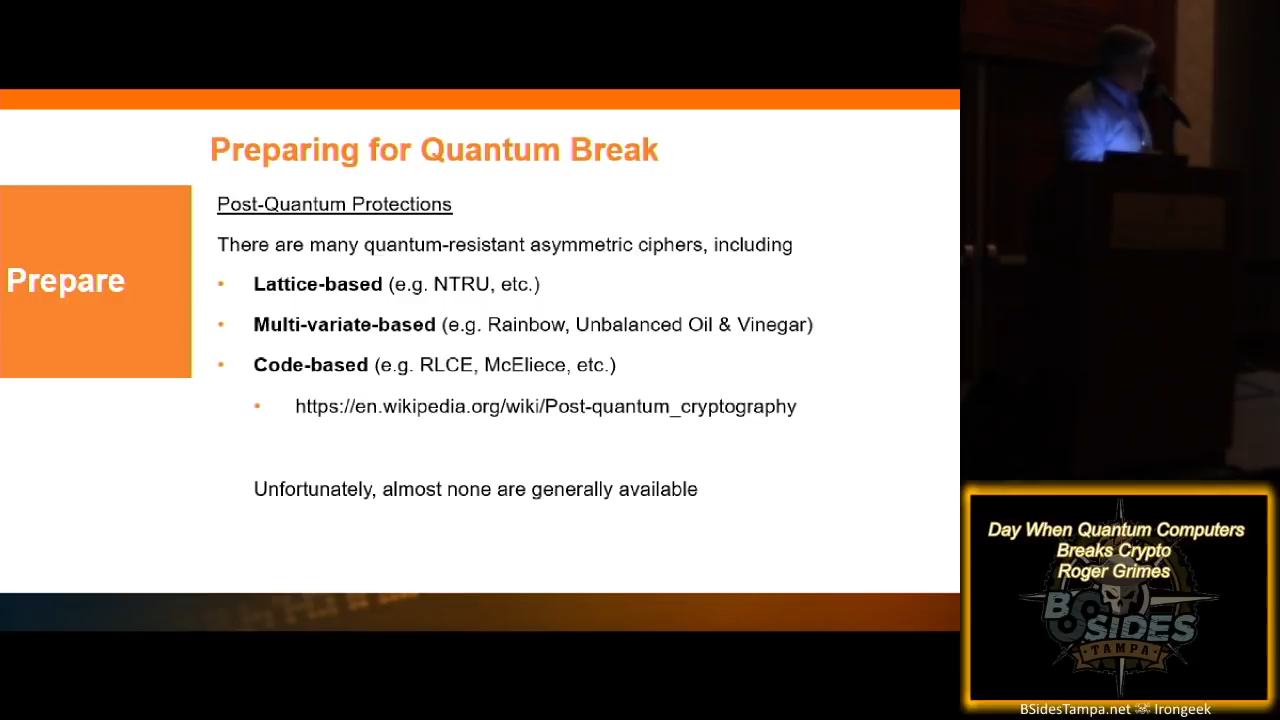 Preparing for Quantum Break
Prepare
Post-Quantum Protections
There are many quantum-resistant asymmetric ciphers, including
• Lattice-based (e.g. NTRU, etc.)
• Multi-variate-based (e.g. Rainbow, Unbalanced Oil & Vinegar)
• Code-based (e.g. RLCE, McEliece, etc.)
• https://en.wikipedia.org/wiki/Post-quantum_cryptography
Unfortunately, almost none are generally available
Day When Quantum Computers
Breaks Crypto
Roger Grimes
BSIDES
TAMPA
BSidesTampa.net ☠ Irongeek